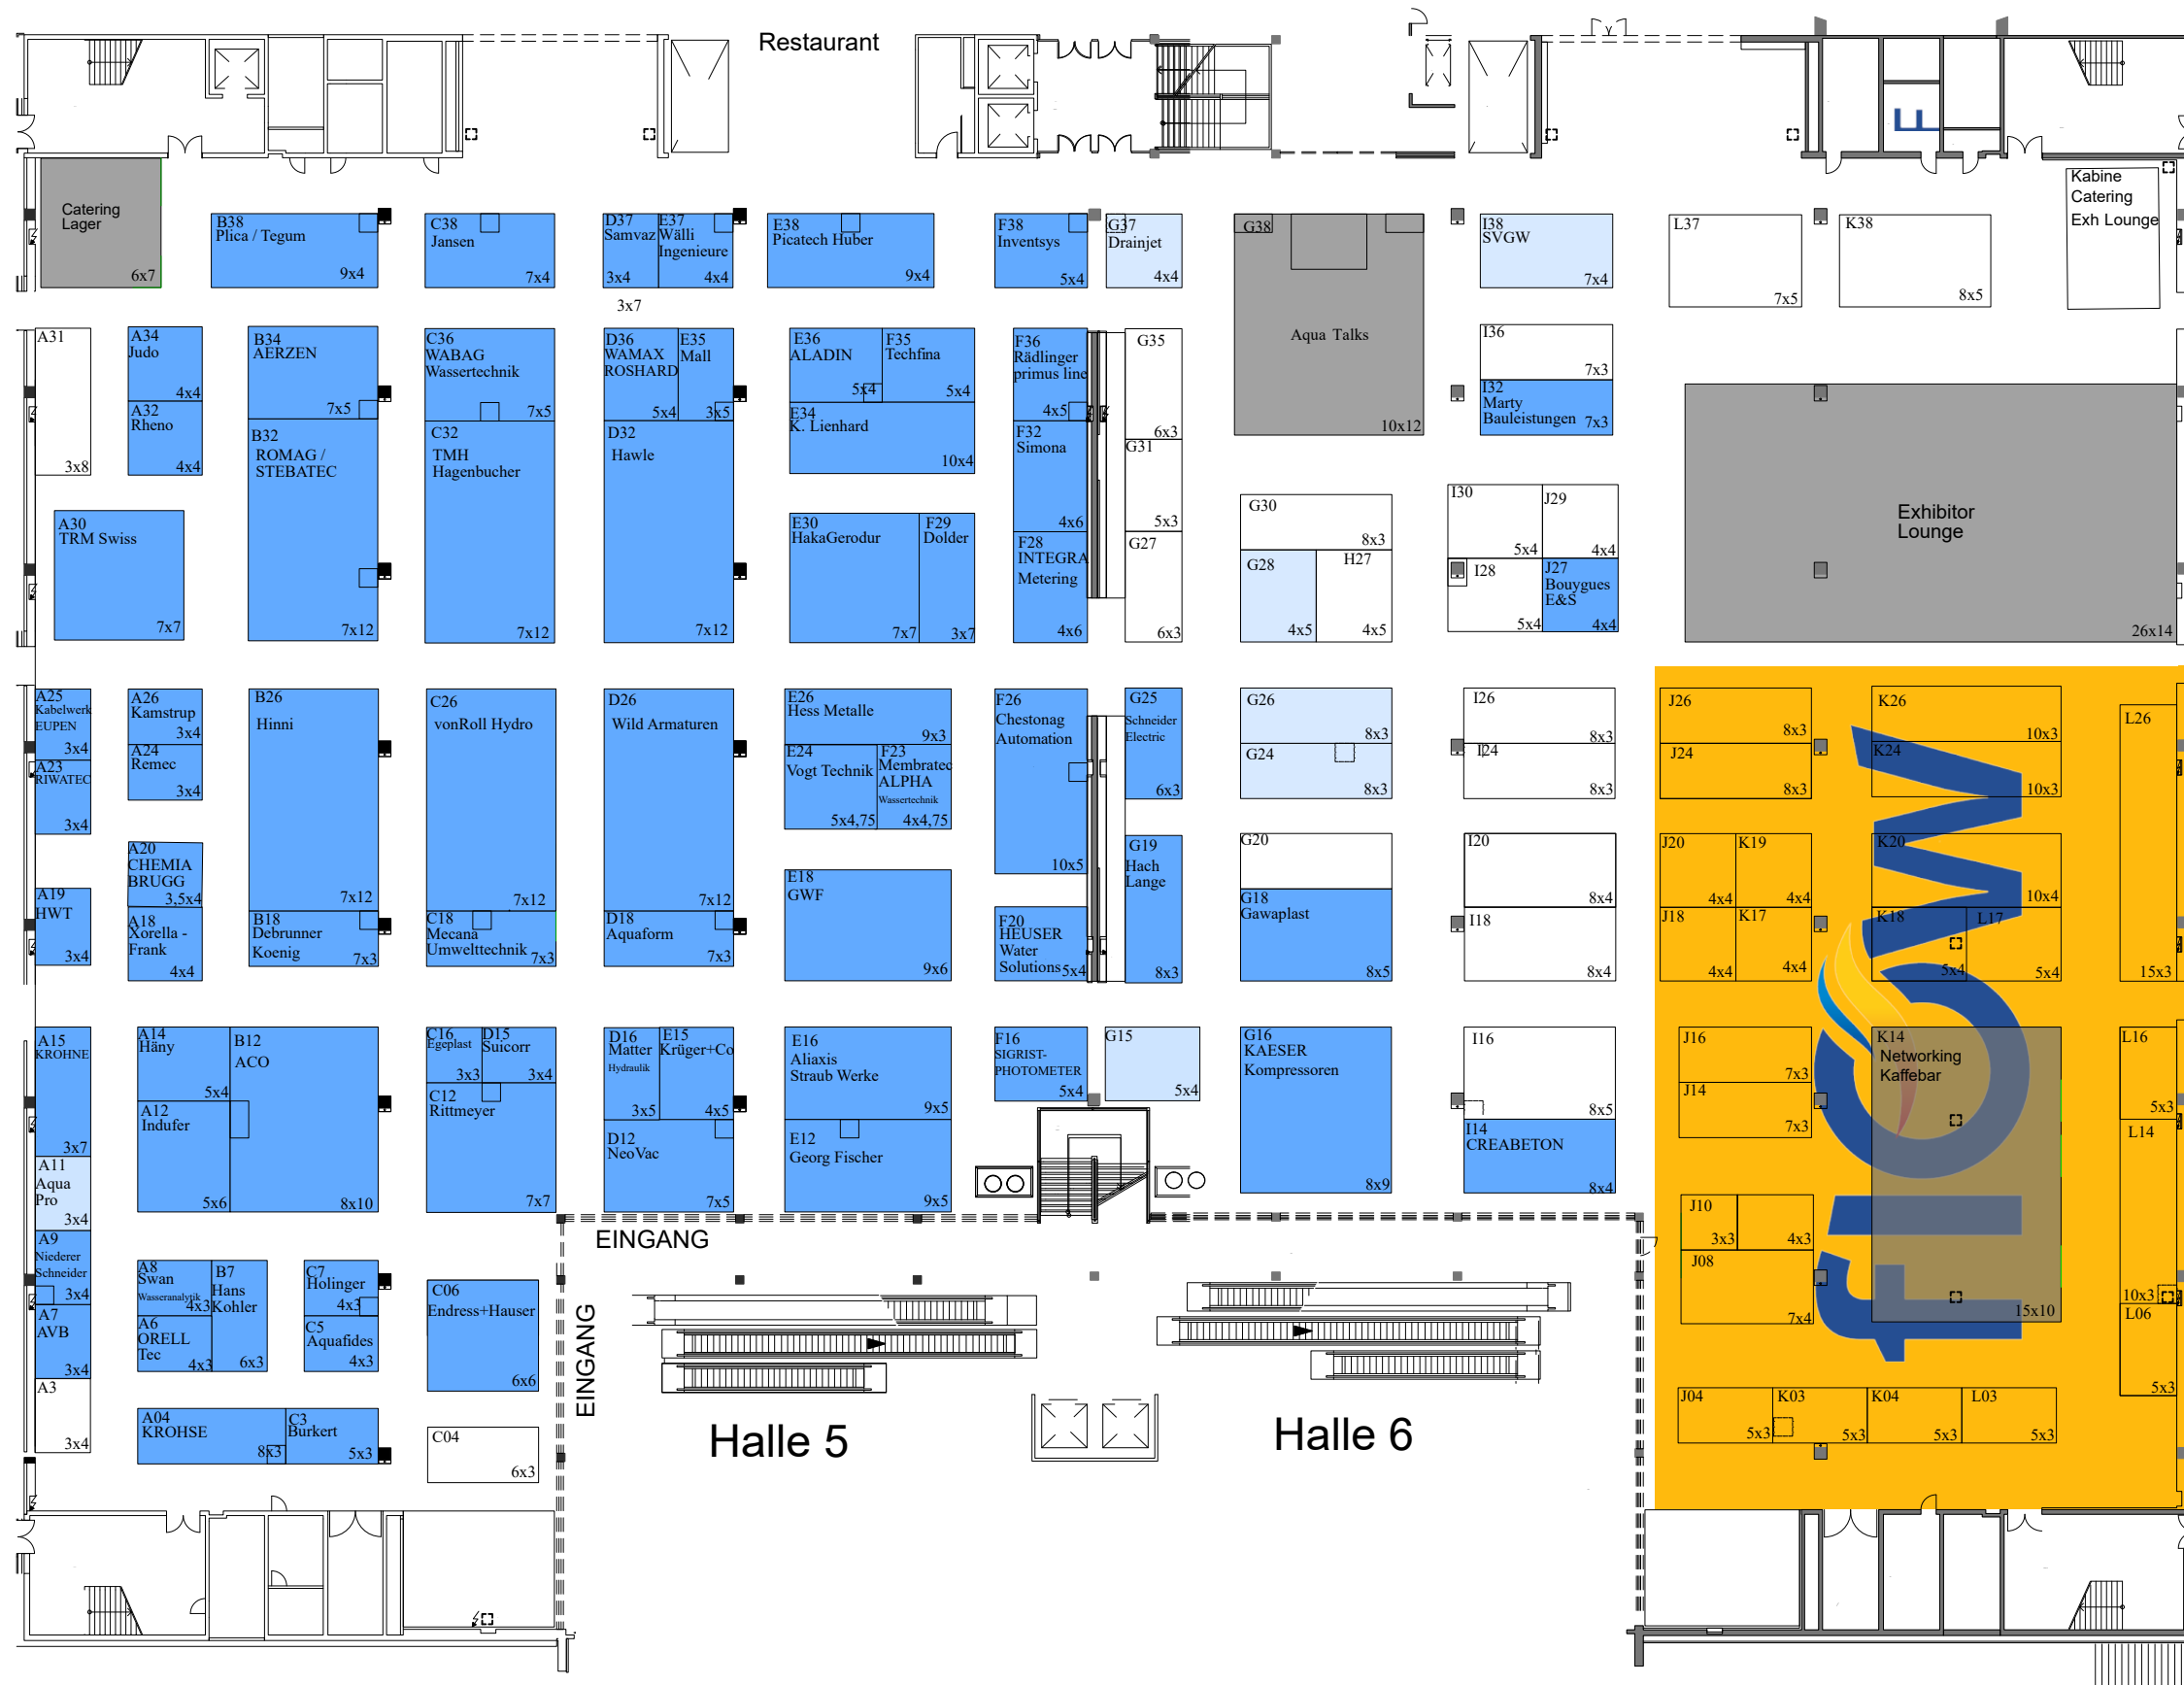 Restaurant
E
Catering
Lager
6x7
B38
Plica / Tegum
9x4
C38
Jansen
7x4
D37
Samvaz
3x4
E37
Wälli
Ingenieure
4x4
3x7
E38
Picatech Huber
9x4
F38
Inventsys
5x4
G37
Drainjet
4x4
G38
Aqua Talks
10x12
I38
SVGW
7x4
L37
7x5
K38
8x5
Kabine
Catering
Exh Lounge
A31
3x8
A34
Judo
4x4
A32
Rheno
4x4
B34
AERZEN
7x5
B32
ROMAG /
STEBATEC
7x12
C36
WABAG
Wassertechnik
7x5
C32
TMH
Hagenbucher
7x12
D36
WAMAX
ROSHARD
5x4
E35
Mall
3x5
D32
Hawle
7x12
E36
ALADIN
5x4
F35
Techfina
5x4
E34
K. Lienhard
10x4
F36
Rädlinger
primus line
4x5
F32
Simona
4x6
F28
INTEGRA
Metering
4x6
G35
6x3
G31
5x3
G27
6x3
I36
7x3
I32
Marty
Bauleistungen 7x3
A30
TRM Swiss
7x7
E30
HakaGerodur
7x7
F29
Dolder
3x7
G30
8x3
G28
4x5
H27
4x5
I30
5x4
J29
4x4
I28
5x4
J27
Bouygues
E&S
4x4
Exhibitor
Lounge
26x14
A25
Kabelwerk
EUPEN
3x4
A23
RIWATEC
3x4
A26
Kamstrup
3x4
A24
Remec
3x4
B26
Hinni
7x12
C26
vonRoll Hydro
7x12
D26
Wild Armaturen
7x12
E26
Hess Metalle
9x3
E24
Vogt Technik
5x4,75
F23
Membratec
ALPHA
Wassertechnik
4x4,75
F26
Chestonag
Automation
10x5
G25
Schneider
Electric
6x3
G26
8x3
G24
8x3
I26
8x3
I24
8x3
J26
8x3
J24
8x3
K26
10x3
K24
10x3
L26
15x3
A20
CHEMIA
BRUGG
3,5x4
A19
HWT
3x4
A18
Xorella -
Frank
4x4
B18
Debrunner
Koenig
7x3
C18
Mecana
Umwelttechnik 7x3
D18
Aquaform
7x3
E18
GWF
9x6
F20
HEUSER
Water
Solutions 5x4
G19
Hach
Lange
8x3
G20
G18
Gawaplast
8x5
I20
8x4
I18
8x4
J20
4x4
K19
4x4
J18
4x4
K17
4x4
K20
10x4
K18
5x4
L17
5x4
A15
KROHNE
3x7
A11
Aqua
Pro
3x4
A14
Häny
5x4
A12
Indufer
5x6
B12
ACO
8x10
C16
Egeplast
3x3
D15
Suicorr
3x4
C12
Rittmeyer
7x7
D16
Matter
Hydraulik
3x5
E15
Krüger+Co
4x5
D12
NeoVac
7x5
E16
Aliaxis
Straub Werke
9x5
E12
Georg Fischer
9x5
F16
SIGRIST-
PHOTOMETER
5x4
G15
5x4
G16
KAESER
Kompressoren
8x9
I16
8x5
I14
CREABETON
8x4
J16
7x3
J14
7x3
K14
Networking
Kaffebar
15x10
L16
5x3
L14
10x3
J10
3x3
4x3
J08
7x4
L06
5x3
flOWW
A9
Niederer
Schneider
3x4
A7
AVB
3x4
A3
3x4
A8
Swan
Wasseranalytik
4x3
A6
ORELL
Tec
4x3
B7
Hans
Kohler
6x3
C7
Holinger
4x3
C5
Aquafides
4x3
C06
Endress+Hauser
6x6
A04
KROHSE
8x3
C3
Burkert
5x3
C04
6x3
EINGANG
EINGANG
Halle 5
Halle 6
J04
5x3
K03
5x3
K04
5x3
L03
5x3